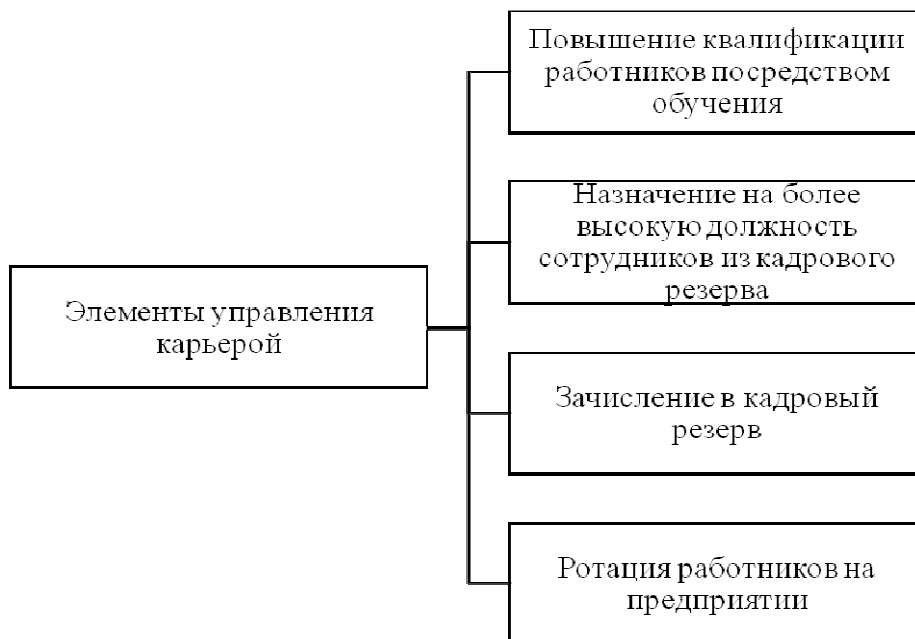 Элементы управления
карьерой
Повышение квалификации
работников посредством
обучения
Назначение на более
высокую должность
сотрудников из кадрового
резерва
Зачисление в кадровый
резерв
Ротация работников на
предприятии